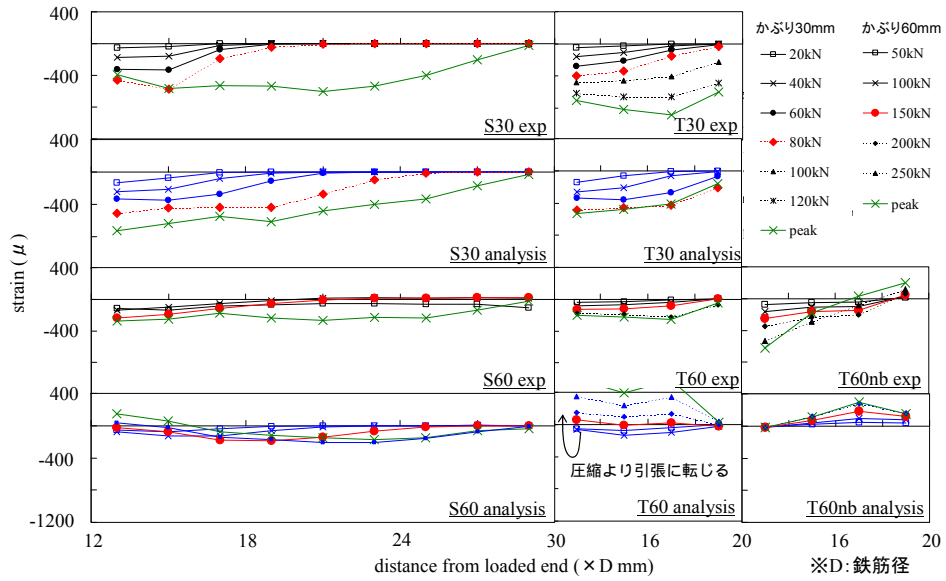 400
0
-400
S30 exp
T30 exp
かぶり30mm
かぶり60mm
20kN
50kN
40kN
100kN
60kN
150kN
80kN
200kN
100kN
250kN
120kN
peak
peak
400
0
-400
S30 analysis
T30 analysis
strain ( μ )
400
0
-400
S60 exp
T60 exp
T60nb exp
400
0
-400
-1200
圧縮より引張に転じる
S60 analysis
T60 analysis
T60nb analysis
12
18
24
30
16
20
16
20
distance from loaded end ( × D mm)
※D: 鉄筋径